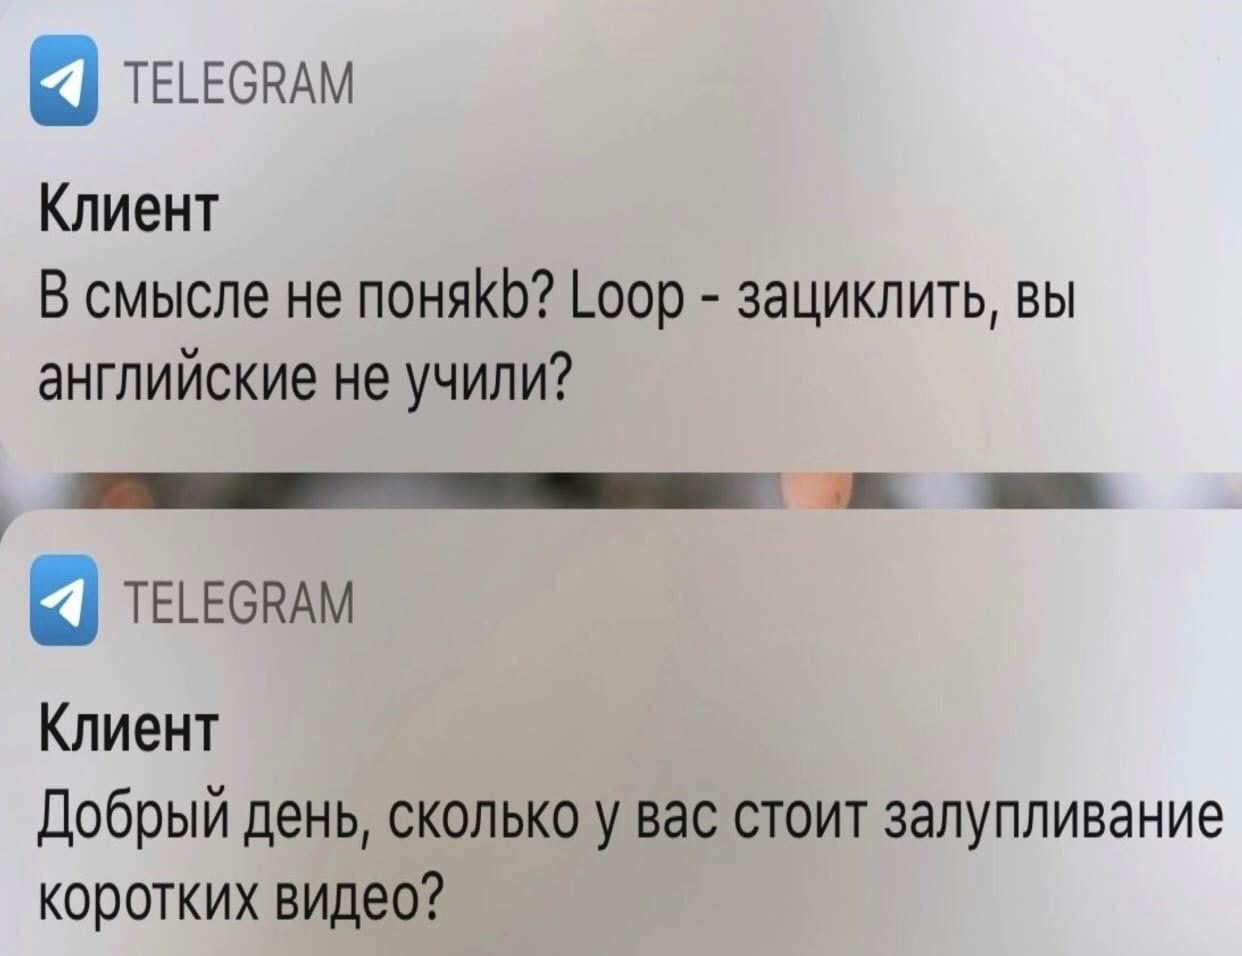 TELEGRAM
Клиент
В смысле не поняkb? Loop - зациклить, вы
английские не учили?
TELEGRAM
Клиент
Добрый день, сколько у вас стоит залупливание
коротких видео?